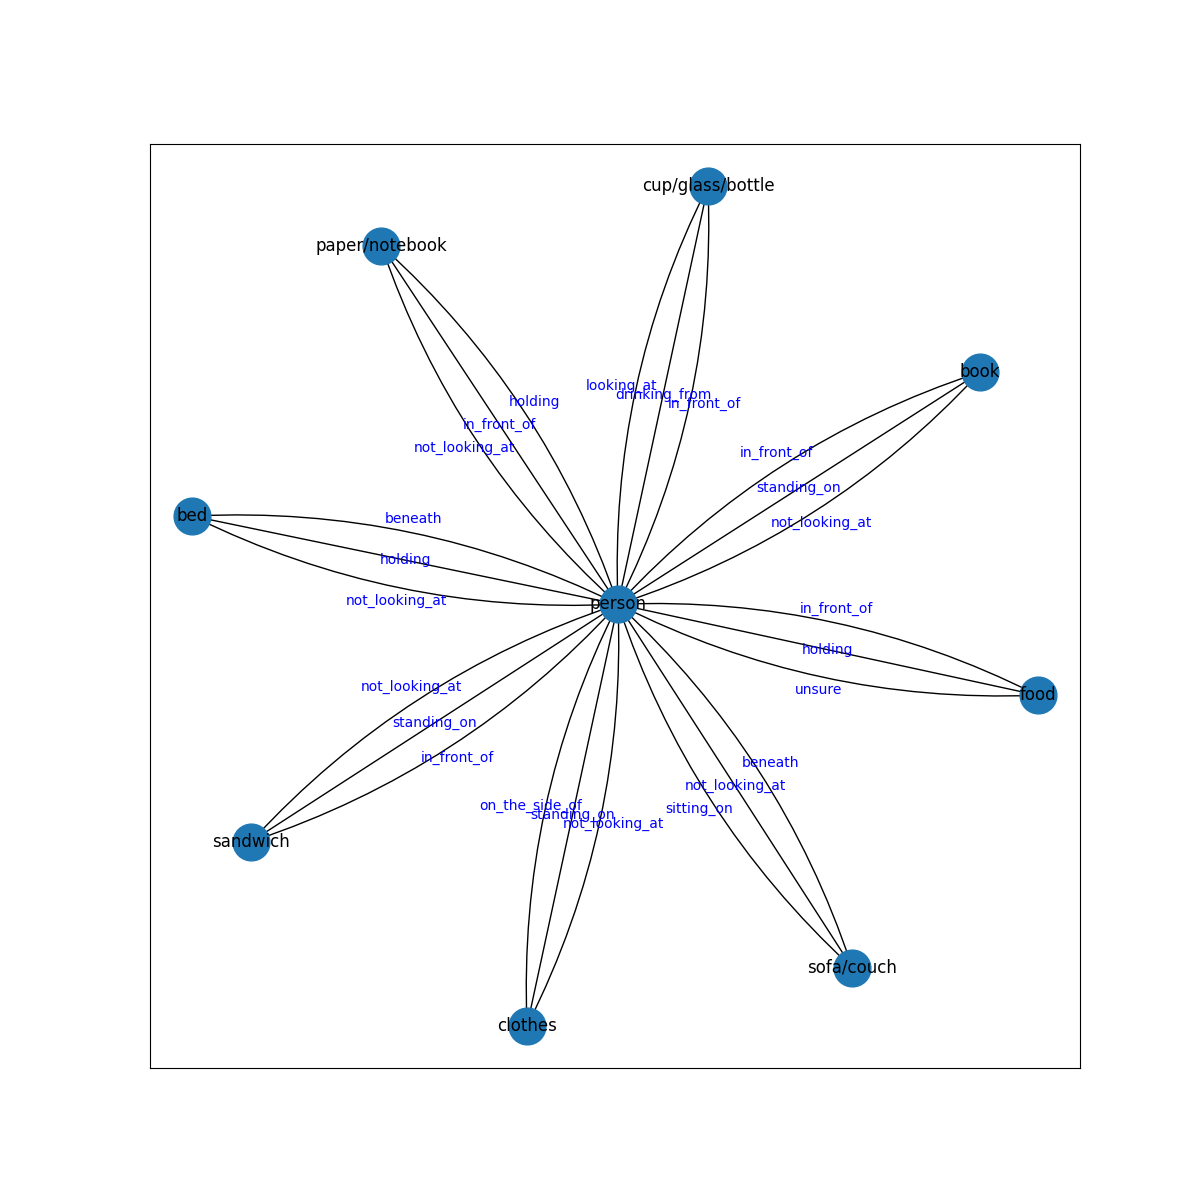 cup/glass/bottle
paper/notebook
book
looking_at
drinking_from
in_front_of
holding
in_front_of
not_looking_at
in_front_of
standing_on
not_looking_at
bed
beneath
holding
not_looking_at
person
in_front_of
holding
unsure
food
not_looking_at
standing_on
in_front_of
beneath
not_looking_at
sitting_on
on_the_side_of
standing_on
not_looking_at
sandwich
sofa/couch
clothes